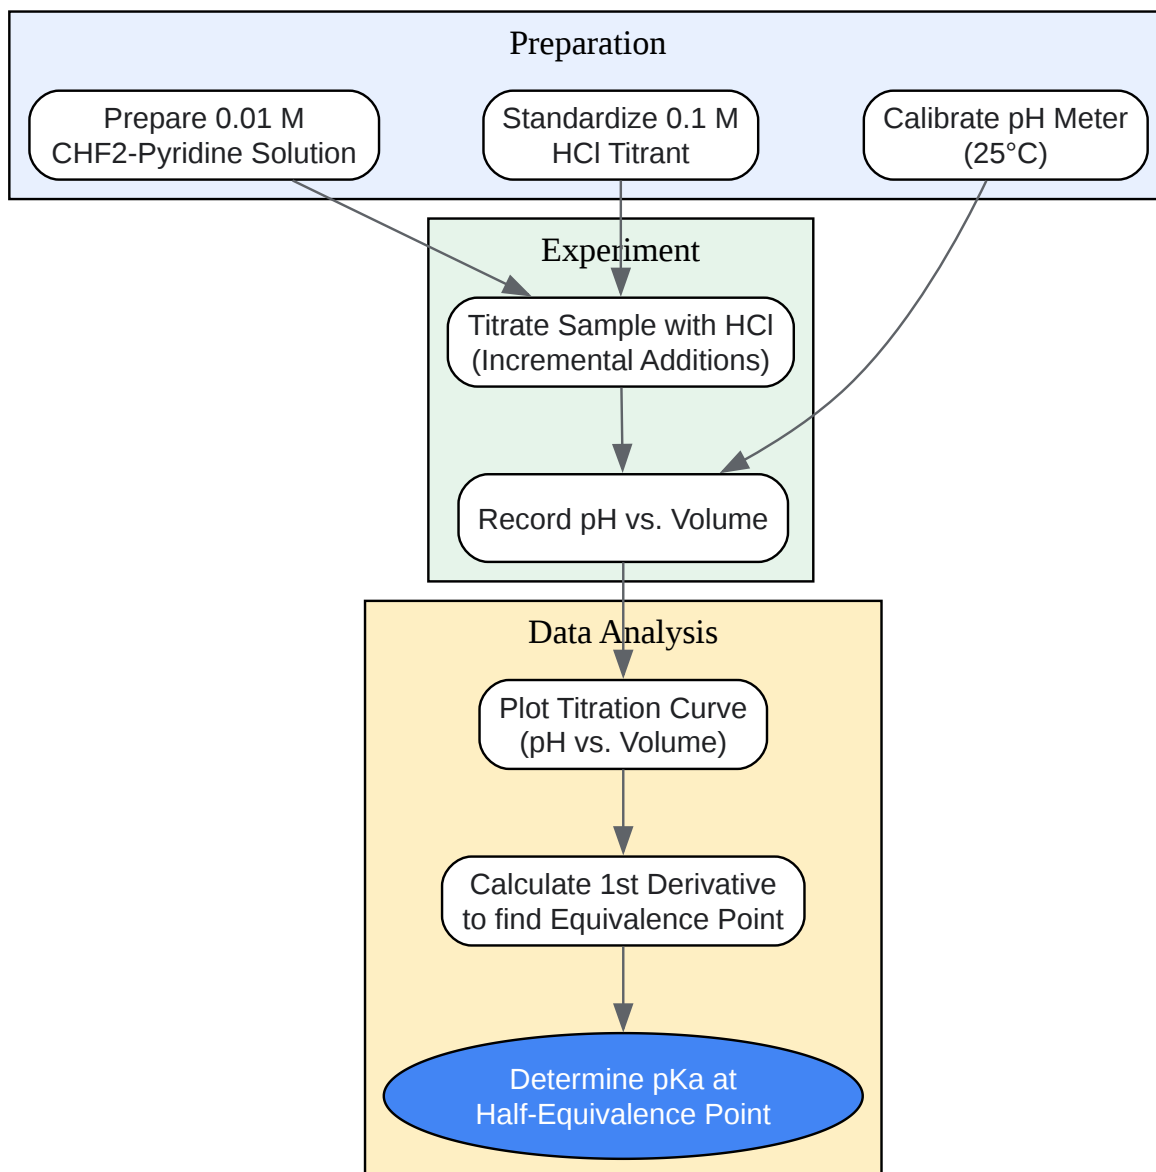 Preparation
Prepare 0.01 M
CHF2-Pyridine Solution
Standardize 0.1 M
HCl Titrant
Calibrate pH Meter
(25°C)
Experiment
Titrate Sample with HCl
(Incremental Additions)
Record pH vs. Volume
Data Analysis
Plot Titration Curve
(pH vs. Volume)
Calculate 1st Derivative
to find Equivalence Point
Determine pKa at
Half-Equivalence Point